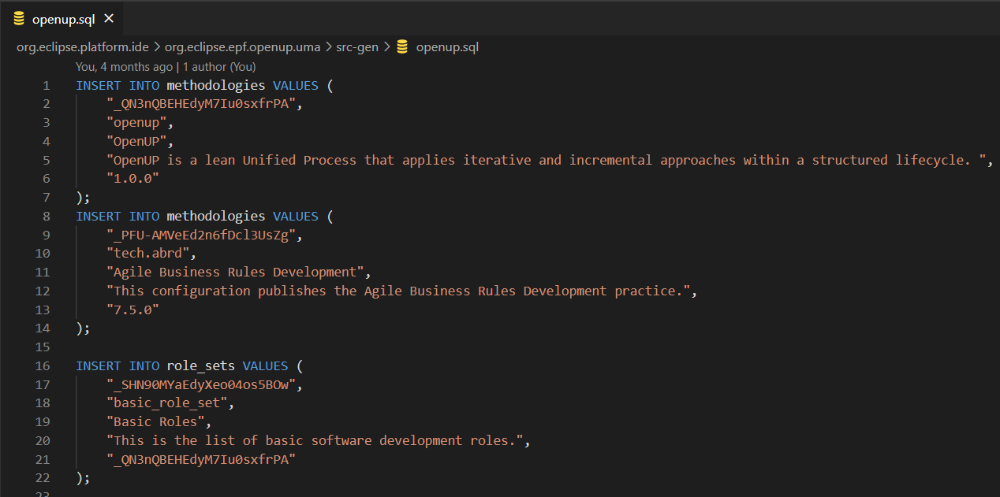 openup.sql
org.eclipse.platform.ide > org.eclipse.epf.openup.uma > src-gen > openup.sql
You, 4 months ago | 1 author (You)
1 INSERT INTO methodologies VALUES (
2 "_QN3nQBEHEdyM7Iu0sxfrPA",
3 "openup",
4 "OpenUP",
5 "OpenUP is a lean Unified Process that applies iterative and incremental approaches within a structured lifecycle. ",
6 "1.0.0"
7 );
8 INSERT INTO methodologies VALUES (
9 "_PFU-AMVeEd2n6fDcl3UsZg",
10 "tech.abrd",
11 "Agile Business Rules Development",
12 "This configuration publishes the Agile Business Rules Development practice.",
13 "7.5.0"
14 );
15
16 INSERT INTO role_sets VALUES (
17 "_SHN90MYaEdyXeo04os5BOw",
18 "basic_role_set",
19 "Basic Roles",
20 "This is the list of basic software development roles.",
21 "_QN3nQBEHEdyM7Iu0sxfrPA"
22 );
23